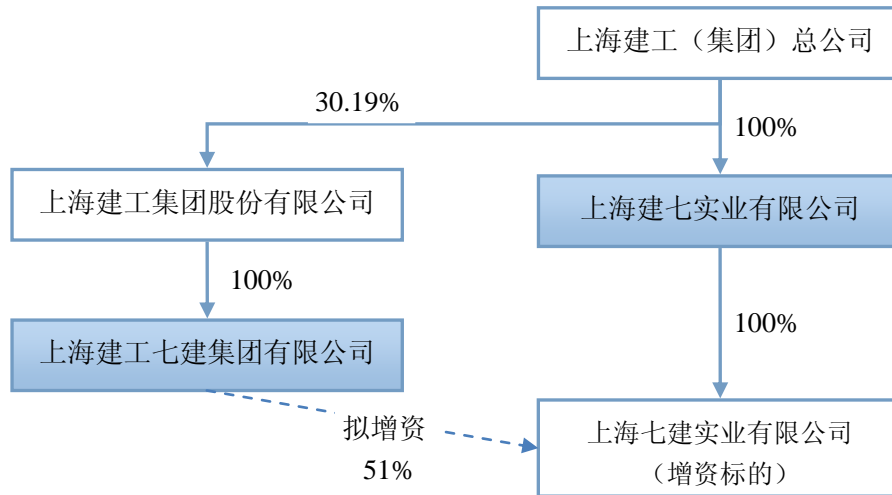 上海建工（集团）总公司
30.19%
100%
上海建工集团股份有限公司
上海建七实业有限公司
100%
100%
上海建工七建集团有限公司
拟增资
51%
上海七建实业有限公司
（增资标的）